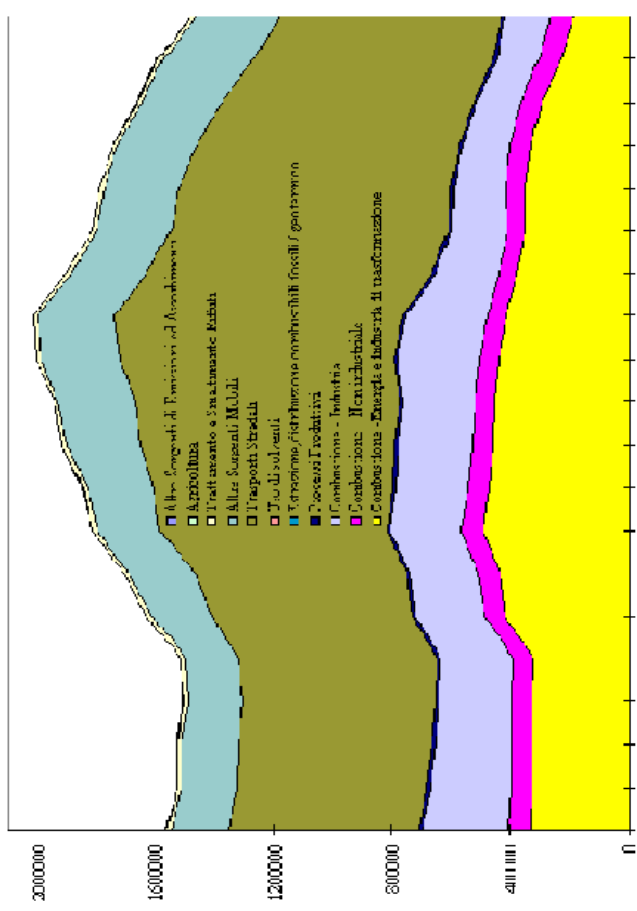 2000000
1600000
1200000
800000
400000
0
Altre Sorgenti di Emissioni ed Assorbimenti
Agricoltura
Trattamento e Smaltimento Rifiuti
Altre Sorgenti Mobili
Trasporti Stradali
Uso di solventi
Estrazione, distribuzione combustibili fossili / geotermico
Processi Produttivi
Combustione - Industria
Combustione - Non industriale
Combustione - Energia e industria di trasformazione